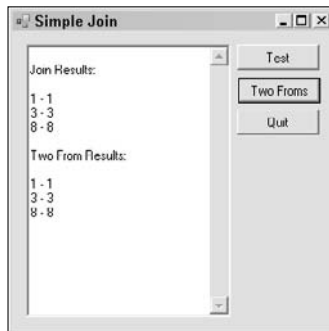 Simple Join
Join Results:
1 - 1
3 - 3
8 - 8
Two From Results:
1 - 1
3 - 3
8 - 8
Test
Two Froms
Quit